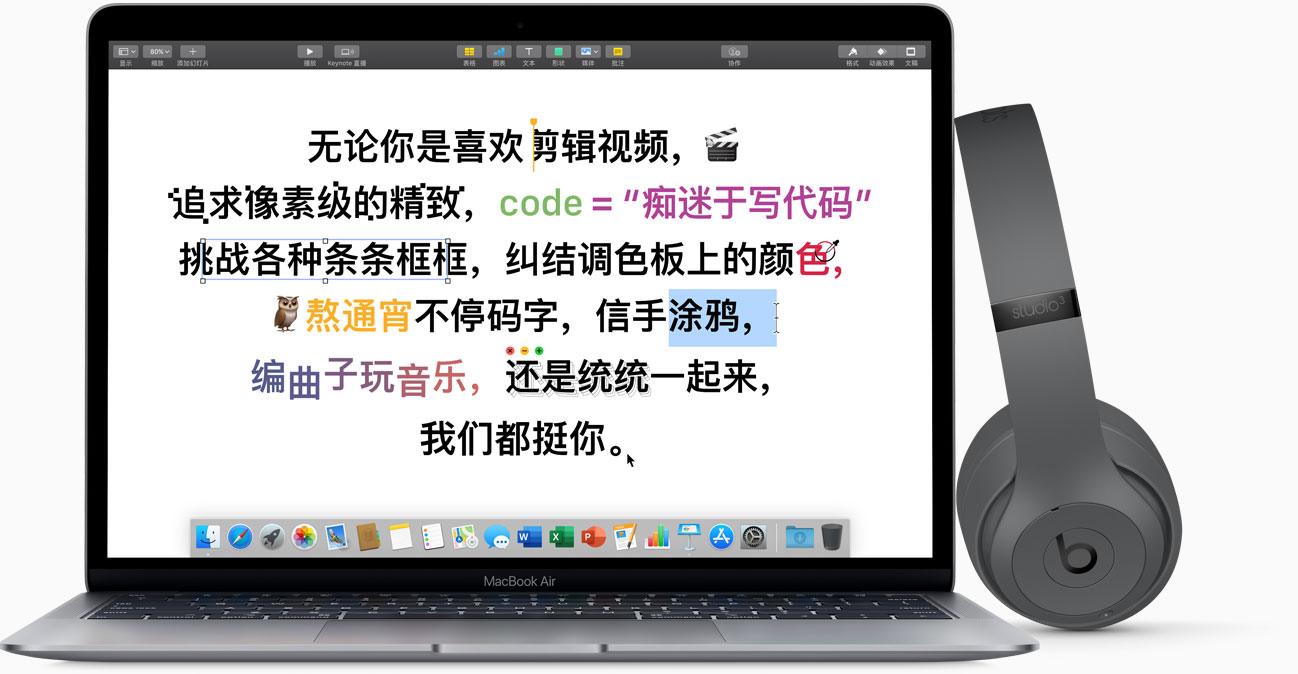 80%
显示 缩放 添加幻灯片 播放 Keynote 直播 表格 图表 文本 形状 媒体 批注 协作 格式 动画效果 文稿
无论你是喜欢剪辑视频，
追求像素级的精致，code = “痴迷于写代码”
挑战各种条条框框，纠结调色板上的颜色，
熬通宵不停码字，信手涂鸦，
编曲子玩音乐，还是统统一起来，
我们都挺你。
MacBook Air
studio3